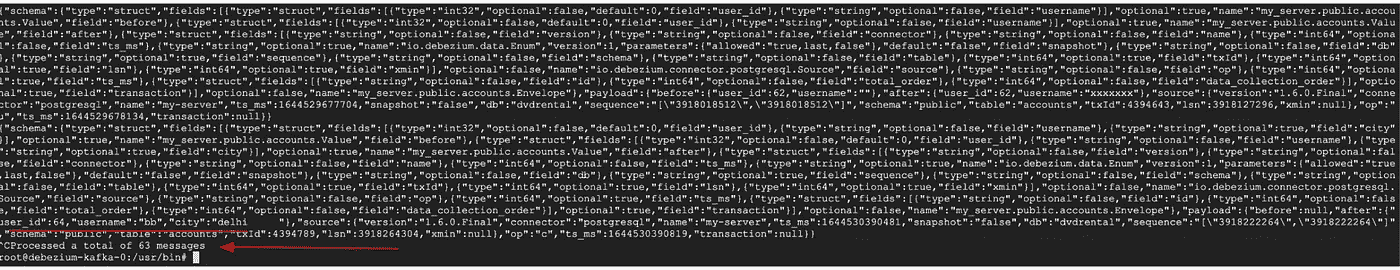 {"schema":{"type":"struct","fields":[{"type":"struct","fields":[{"type":"int32","optional":false,"default":0,"field":"user_id"},{"type":"string","optional":false,"field":"username"}],"optional":true,"name":"my_server.public.accou
nts.Value","field":"before"},{"type":"struct","fields":[{"type":"int32","optional":false,"default":0,"field":"user_id"},{"type":"string","optional":false,"field":"username"}],"optional":true,"name":"my_server.public.accounts.Valu
e","field":"after"},{"type":"struct","fields":[{"type":"string","optional":false,"field":"version"},{"type":"string","optional":false,"field":"connector"},{"type":"string","optional":false,"field":"name"},{"type":"int64","option
al":false,"field":"ts_ms"},{"type":"string","optional":true,"name":"io.debezium.data.Enum","version":1,"parameters":{"allowed":"true,last,false"},"default":"false","field":"snapshot"},{"type":"string","optional":false,"field":"db"
},{"type":"string","optional":true,"field":"sequence"},{"type":"string","optional":false,"field":"schema"},{"type":"string","optional":false,"field":"table"},{"type":"int64","optional":true,"field":"txId"},{"type":"int64","option
al":true,"field":"lsn"},{"type":"int64","optional":true,"field":"xmin"}],"optional":false,"name":"io.debezium.connector.postgresql.Source","field":"source"},{"type":"string","optional":false,"field":"op"},{"type":"int64","optiona
l":true,"field":"ts_ms"},{"type":"struct","fields":[{"type":"string","optional":false,"field":"id"},{"type":"int64","optional":false,"field":"total_order"},{"type":"int64","optional":false,"field":"data_collection_order"}],"option
al":true,"field":"transaction"}],"optional":false,"name":"my_server.public.accounts.Envelope"},"payload":{"before":{"user_id":62,"username":""},"after":{"user_id":62,"username":"xxxxxxx"},"source":{"version":"1.6.0.Final","conne
ctor":"postgresql","name":"my-server","ts_ms":1644529677704,"snapshot":"false","db":"dvdrental","sequence":"[\"3918018512\",\"3918018512\"]","schema":"public","table":"accounts","txId":4394643,"lsn":3918127296,"xmin":null},"op":"
u","ts_ms":1644529678134,"transaction":null}}
{"schema":{"type":"struct","fields":[{"type":"struct","fields":[{"type":"int32","optional":false,"default":0,"field":"user_id"},{"type":"string","optional":false,"field":"username"},{"type":"string","optional":true,"field":"city"
}],"optional":true,"name":"my_server.public.accounts.Value","field":"before"},{"type":"struct","fields":[{"type":"int32","optional":false,"default":0,"field":"user_id"},{"type":"string","optional":false,"field":"username"},{"type
":"string","optional":true,"field":"city"}],"optional":true,"name":"my_server.public.accounts.Value","field":"after"},{"type":"struct","fields":[{"type":"string","optional":false,"field":"version"},{"type":"string","optional":fal
se,"field":"connector"},{"type":"string","optional":false,"field":"name"},{"type":"int64","optional":false,"field":"ts_ms"},{"type":"string","optional":true,"name":"io.debezium.data.Enum","version":1,"parameters":{"allowed":"true
,last,false"},"default":"false","field":"snapshot"},{"type":"string","optional":false,"field":"db"},{"type":"string","optional":true,"field":"sequence"},{"type":"string","optional":false,"field":"schema"},{"type":"string","option
al":false,"field":"table"},{"type":"int64","optional":true,"field":"txId"},{"type":"int64","optional":true,"field":"lsn"},{"type":"int64","optional":true,"field":"xmin"}],"optional":false,"name":"io.debezium.connector.postgresql.
Source","field":"source"},{"type":"string","optional":false,"field":"op"},{"type":"int64","optional":true,"field":"ts_ms"},{"type":"struct","fields":[{"type":"string","optional":false,"field":"id"},{"type":"int64","optional":fals
e,"field":"total_order"},{"type":"int64","optional":false,"field":"data_collection_order"}],"optional":true,"field":"transaction"}],"optional":false,"name":"my_server.public.accounts.Envelope"},"payload":{"before":null,"after":{"
user_id":64,"username":"bb","city":"delhi     "},"source":{"version":"1.6.0.Final","connector":"postgresql","name":"my-server","ts_ms":1644530390481,"snapshot":"false","db":"dvdrental","sequence":"[\"3918222264\",\"3918222264\"]"
,"schema":"public","table":"accounts","txId":4394789,"lsn":3918264304,"xmin":null},"op":"c","ts_ms":1644530390819,"transaction":null}}
^CProcessed a total of 63 messages
root@debezium-kafka-0:/usr/bin#